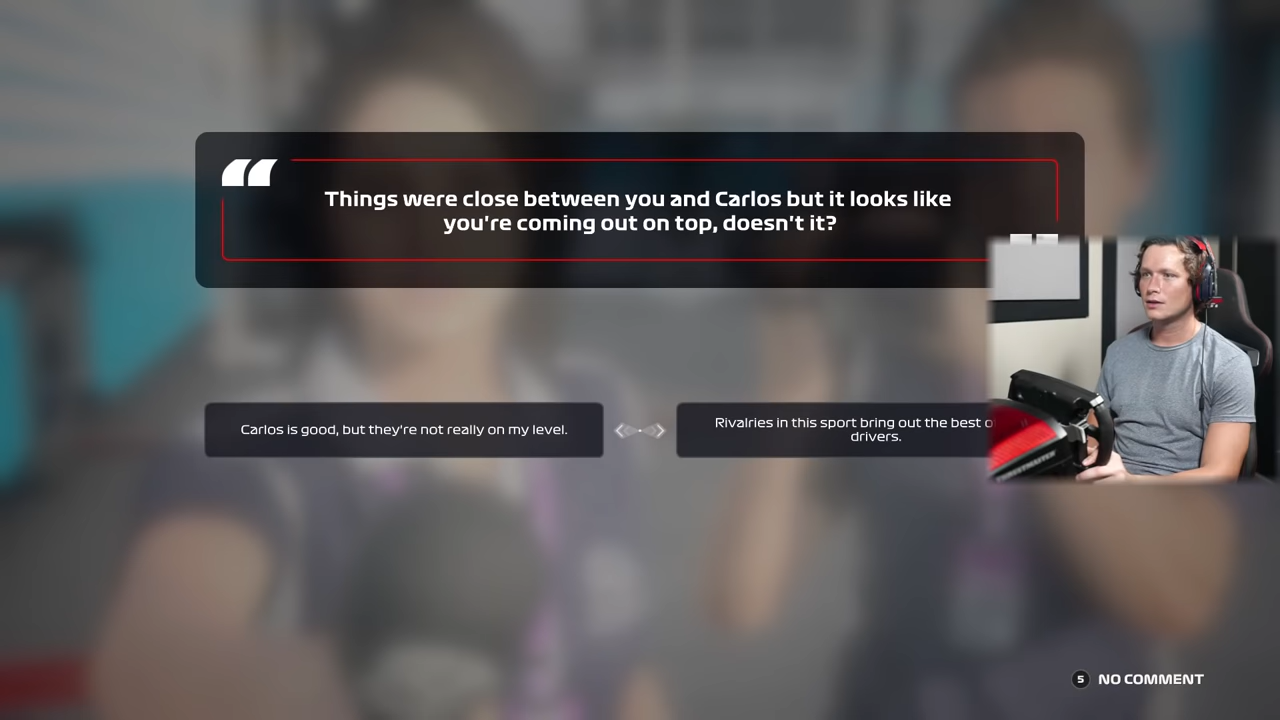 Things were close between you and Carlos but it looks like
you're coming out on top, doesn't it?
Carlos is good, but they're not really on my level.
Rivalries in this sport bring out the best
drivers.
THRUSTMASTER
5 NO COMMENT